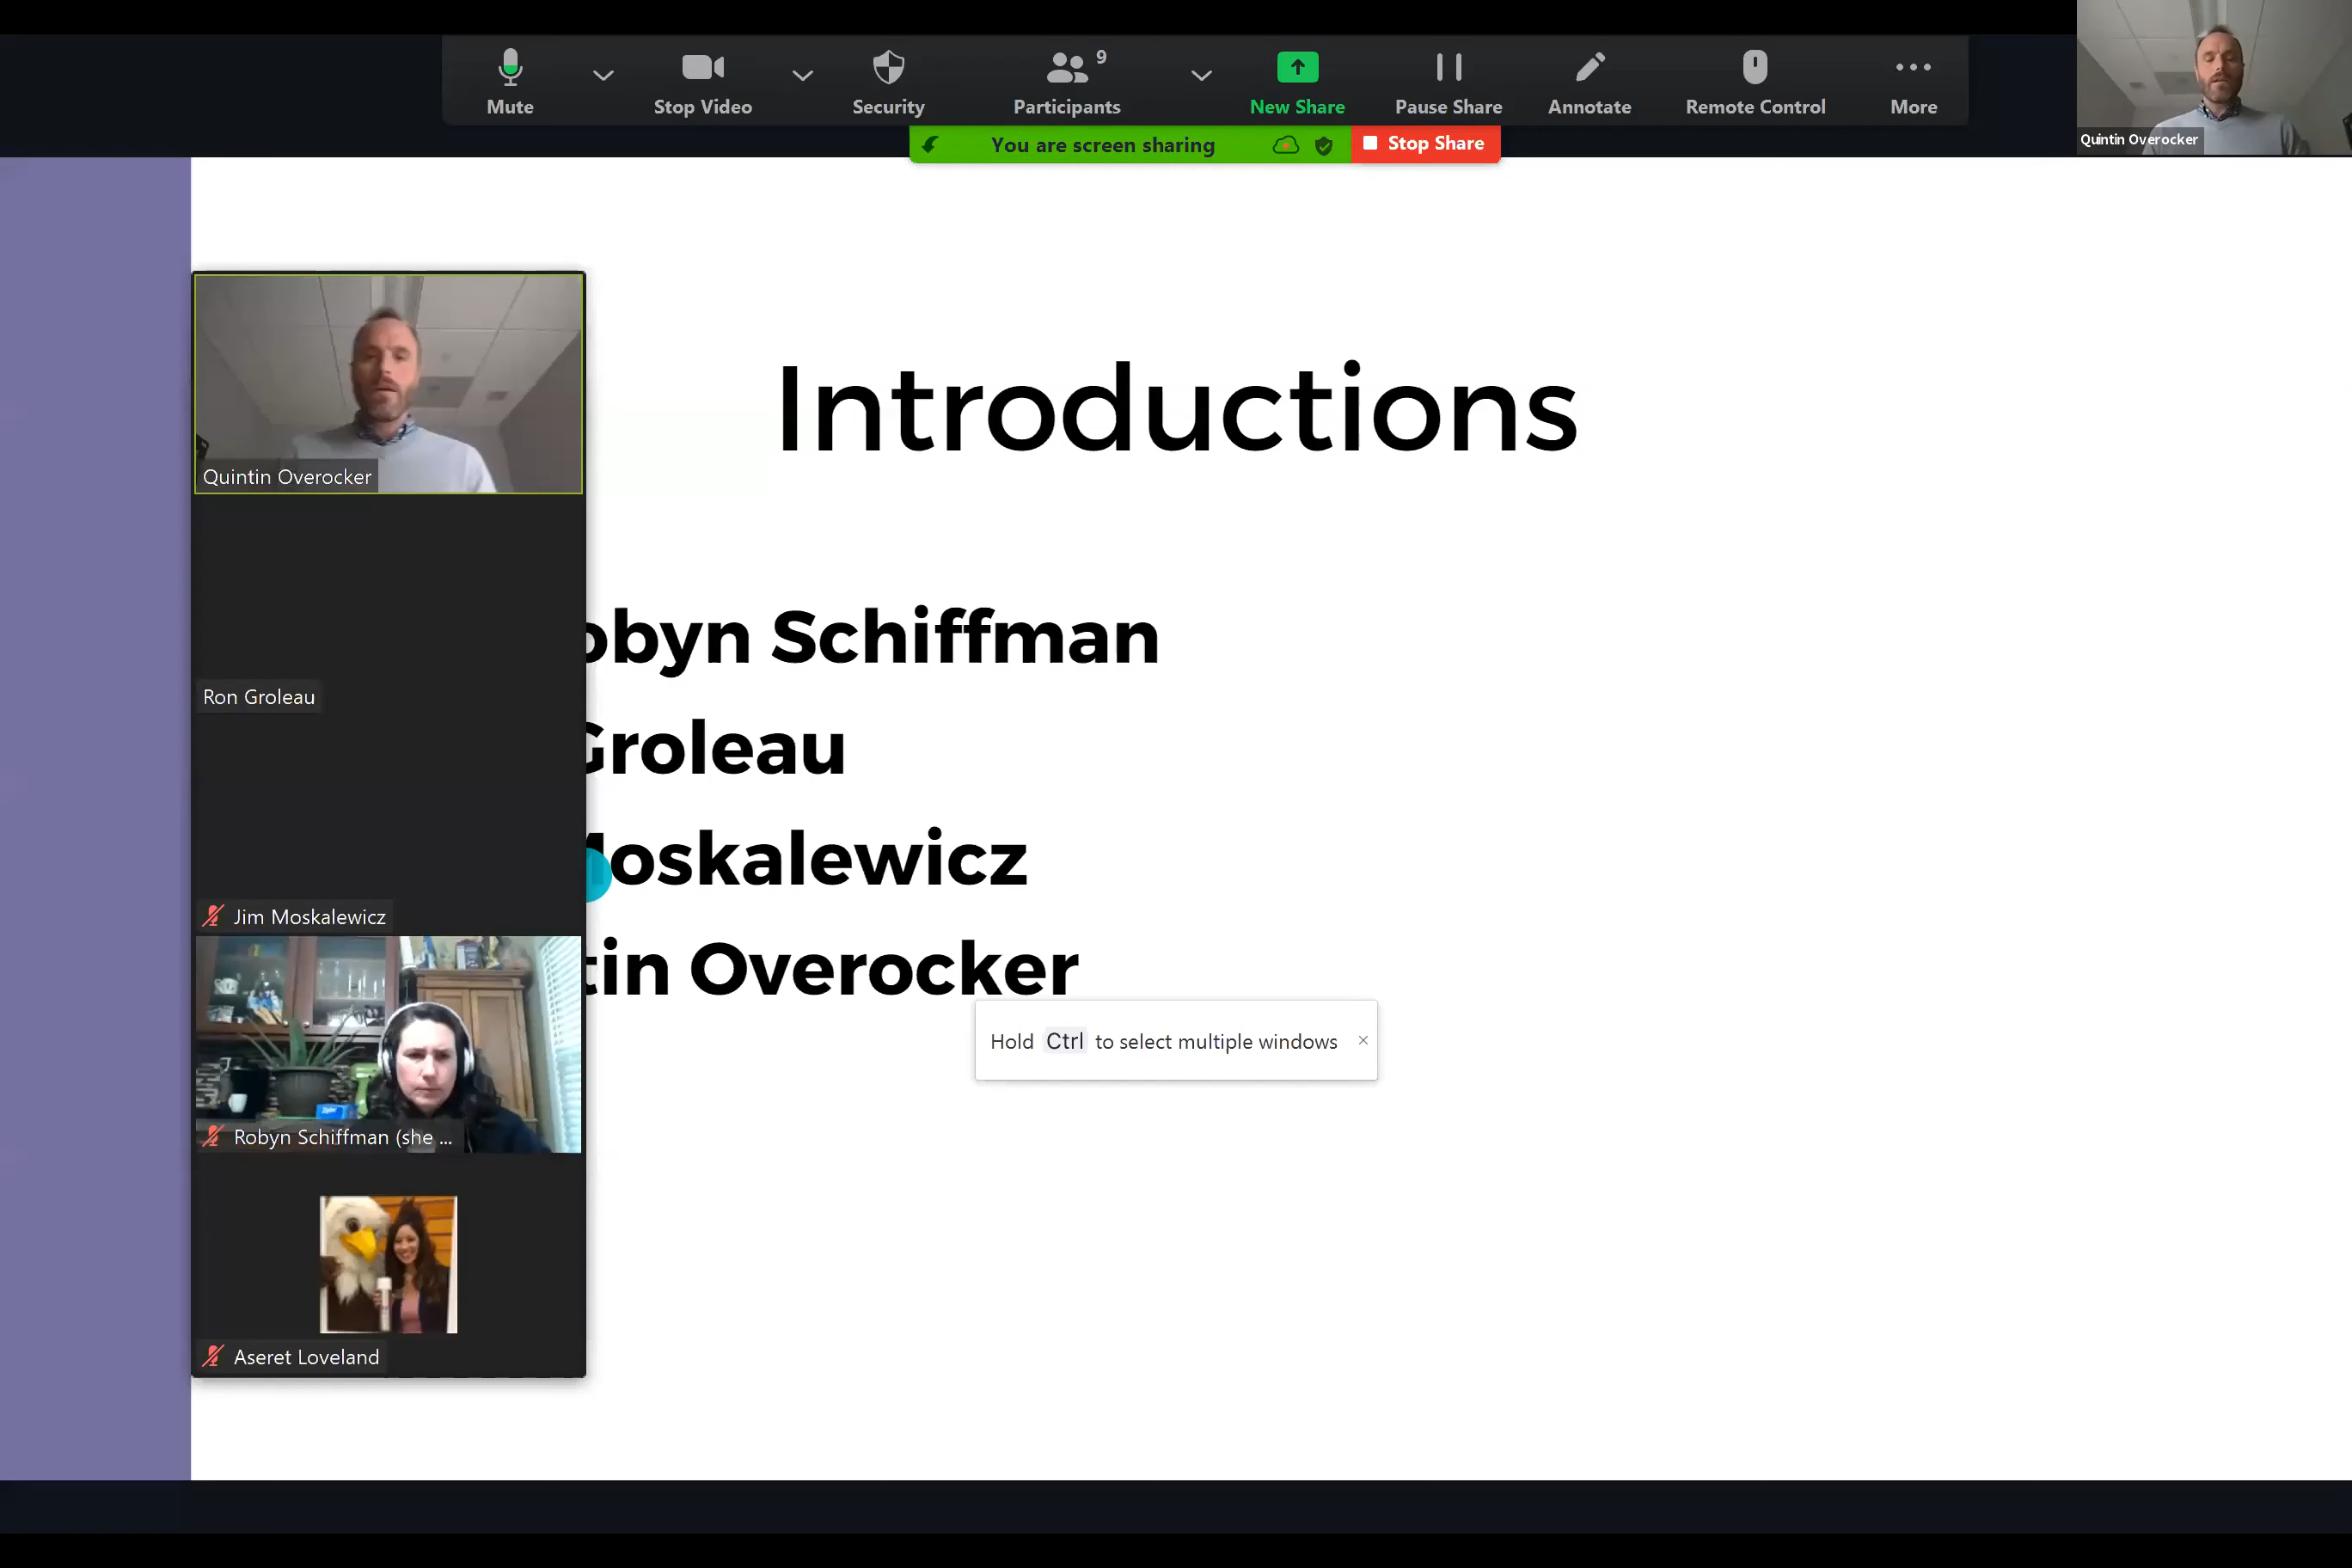 9
Mute
Stop Video
Security
Participants
New Share
Pause Share
Annotate
Remote Control
More
You are screen sharing
Stop Share
Quintin Overocker
Introductions
Quintin Overocker
obyn Schiffman
Ron Groleau
Groleau
oskalewicz
Jim Moskalewicz
tin Overocker
Hold Ctrl to select multiple windows
Robyn Schiffman (she ...
Aseret Loveland